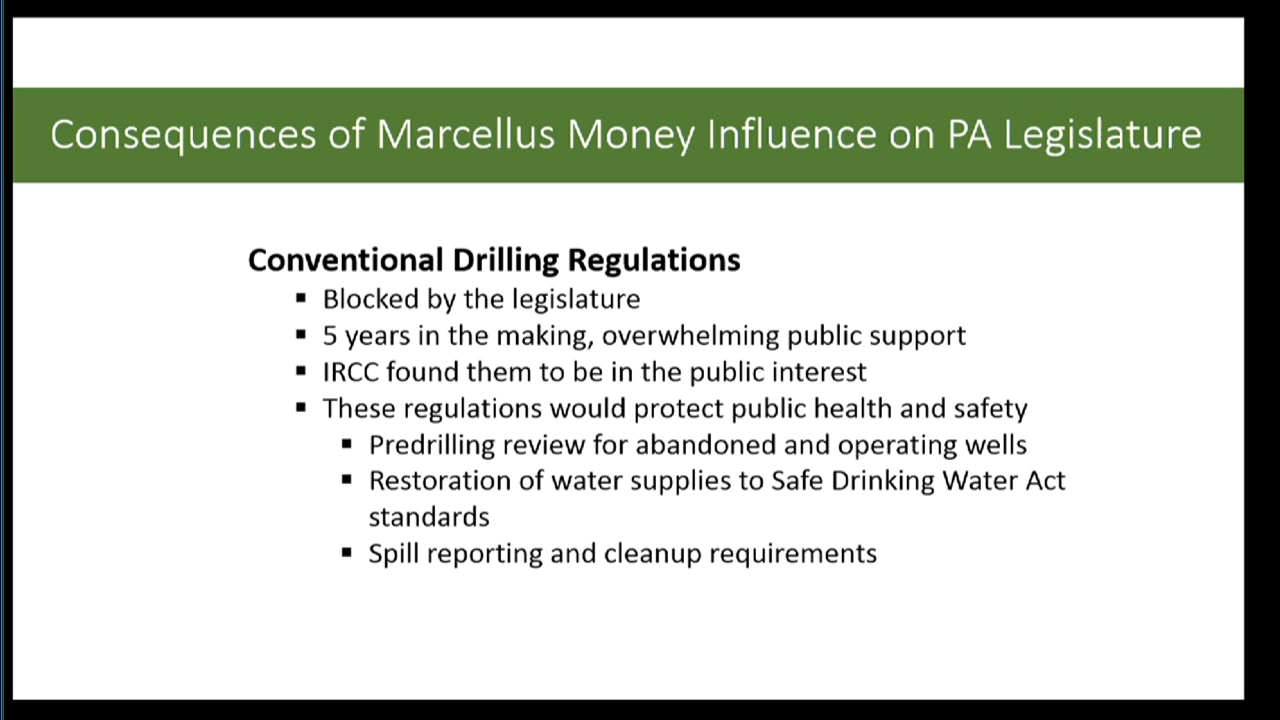 Consequences of Marcellus Money Influence on PA Legislature
Conventional Drilling Regulations
▪ Blocked by the legislature
▪ 5 years in the making, overwhelming public support
▪ IRCC found them to be in the public interest
▪ These regulations would protect public health and safety
▪ Predrilling review for abandoned and operating wells
▪ Restoration of water supplies to Safe Drinking Water Act
standards
▪ Spill reporting and cleanup requirements